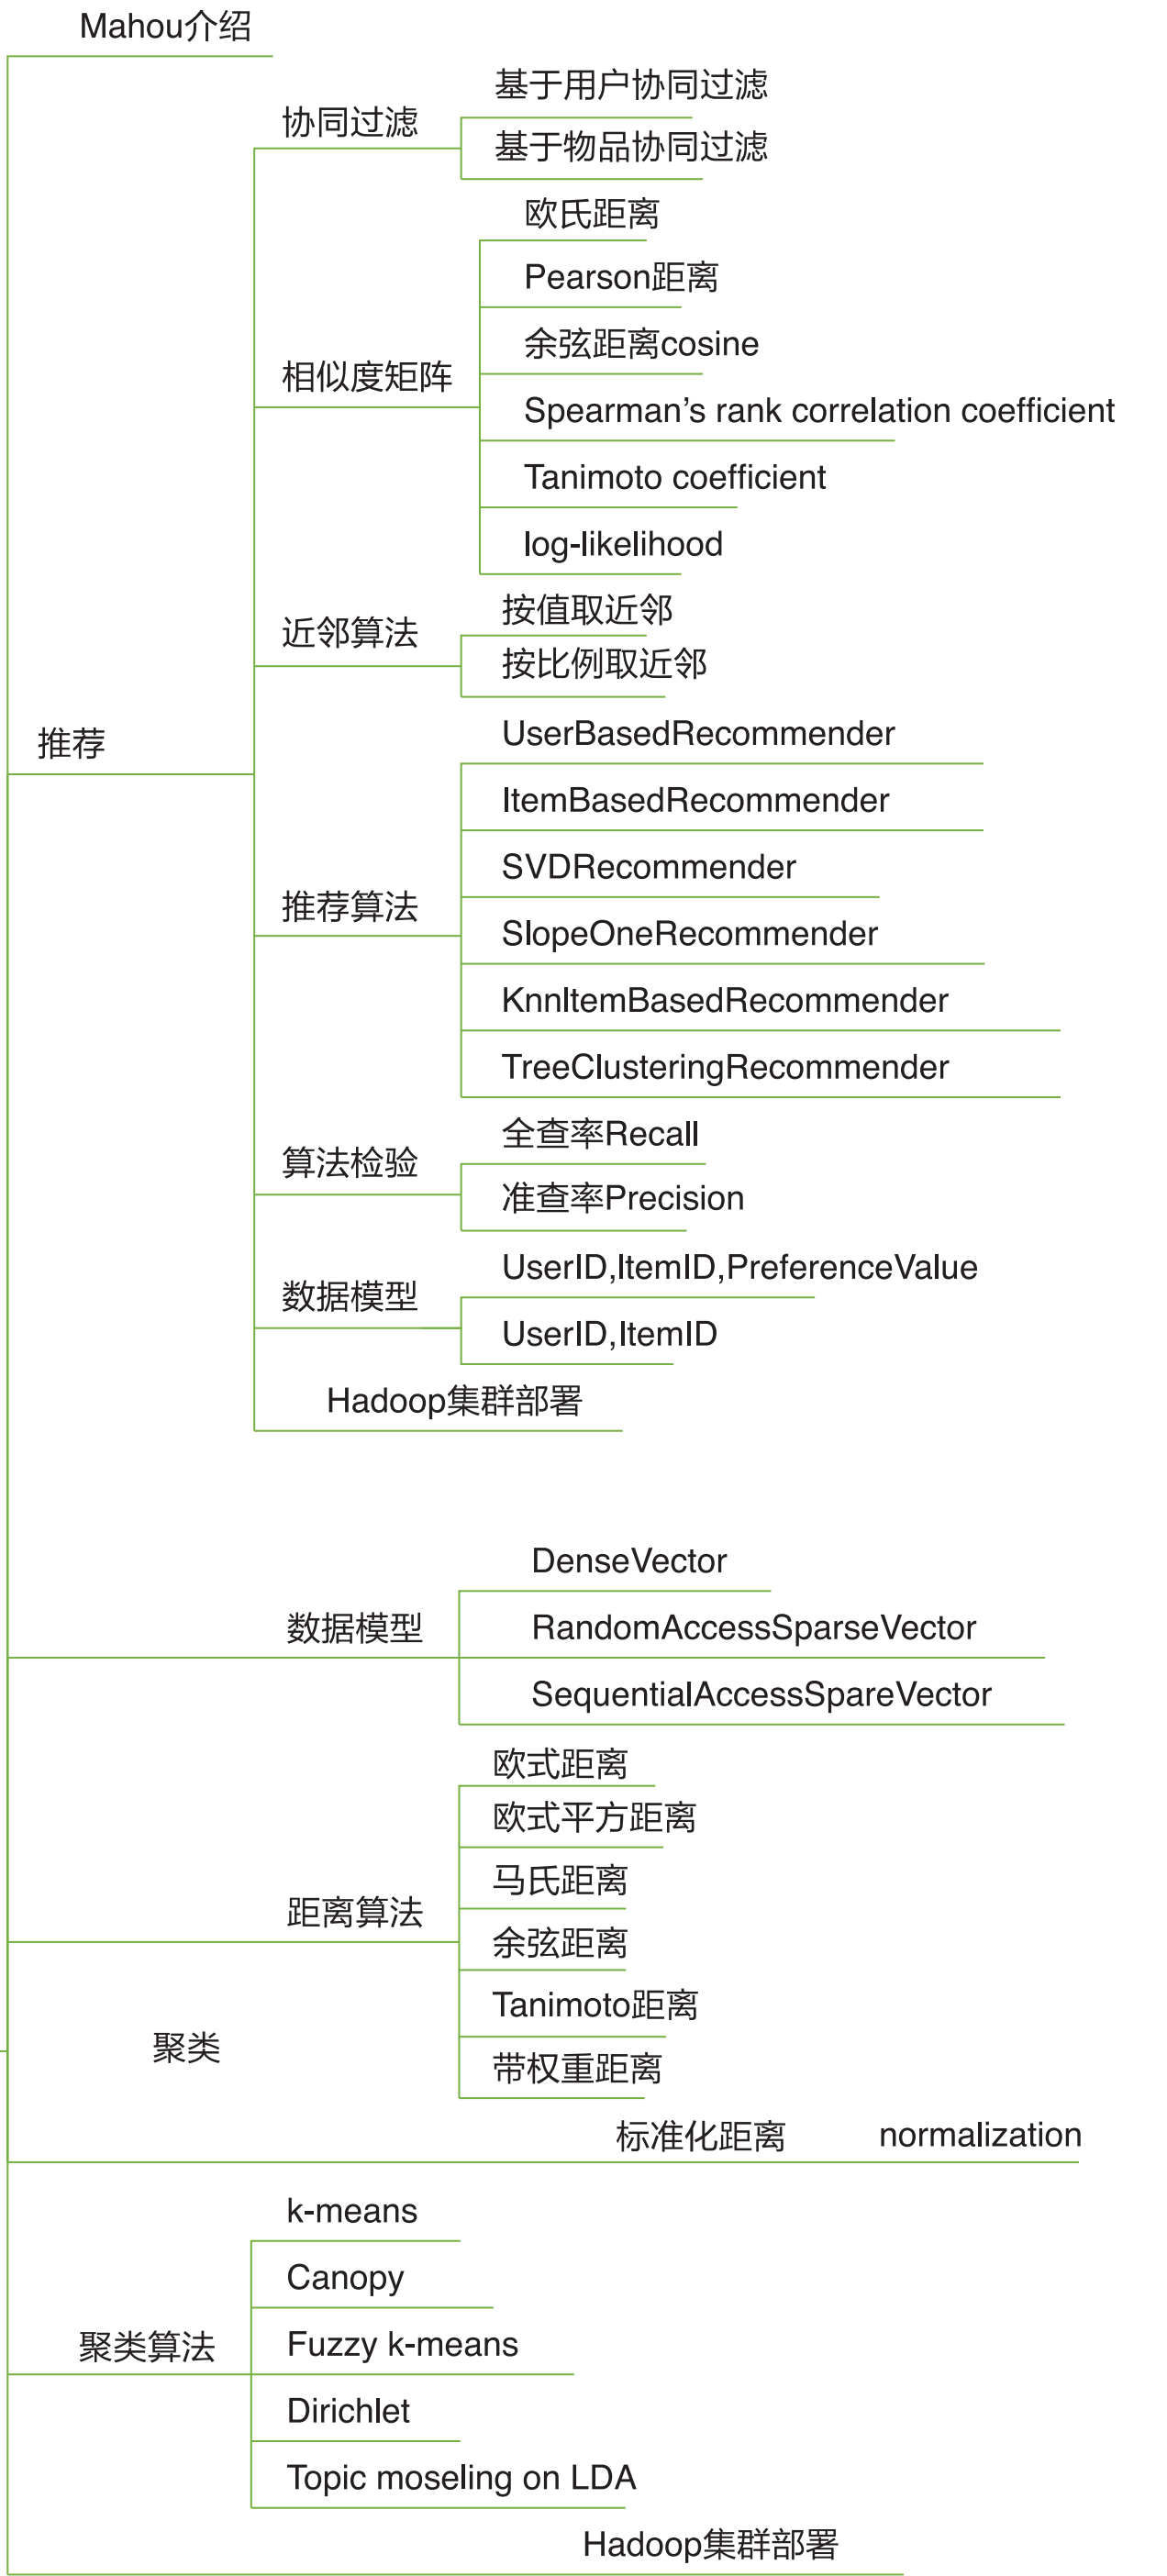 Mahou介绍
协同过滤
基于用户协同过滤
基于物品协同过滤
相似度矩阵
欧氏距离
Pearson距离
余弦距离cosine
Spearman’s rank correlation coefficient
Tanimoto coefficient
log-likelihood
近邻算法
按值取近邻
按比例取近邻
推荐
推荐算法
UserBasedRecommender
ItemBasedRecommender
SVDRecommender
SlopeOneRecommender
KnnItemBasedRecommender
TreeClusteringRecommender
算法检验
全查率Recall
准查率Precision
数据模型
UserID,ItemID,PreferenceValue
UserID,ItemID
Hadoop集群部署
数据模型
DenseVector
RandomAccessSparseVector
SequentialAccessSpareVector
距离算法
欧式距离
欧式平方距离
马氏距离
余弦距离
Tanimoto距离
带权重距离
聚类
标准化距离 normalization
聚类算法
k-means
Canopy
Fuzzy k-means
Dirichlet
Topic moseling on LDA
Hadoop集群部署